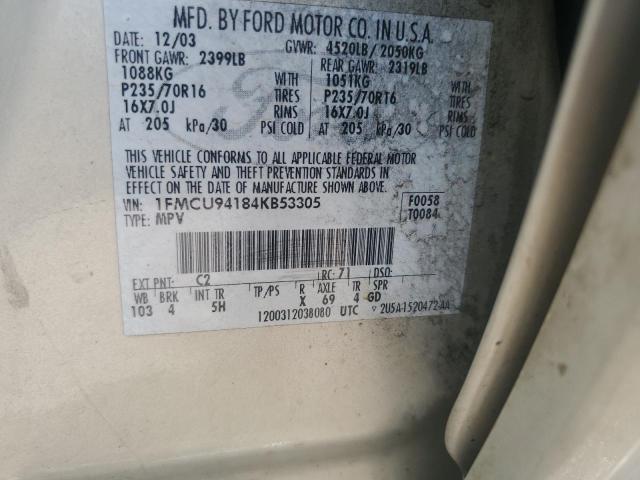 MFD. BY FORD MOTOR CO. IN U.S.A.
DATE: 12/03 GVWR: 4520LB / 2050KG
FRONT GAWR: 2399LB REAR GAWR: 2319LB
1088KG WITH 1051KG WITH
P235/70R16 TIRES P235/70R16 TIRES
16X7.0J RIMS 16X7.0J RIMS
AT 205 kPa/30 PSI COLD AT 205 kPa/30 PSI COLD
THIS VEHICLE CONFORMS TO ALL APPLICABLE FEDERAL MOTOR
VEHICLE SAFETY AND THEFT PREVENTION STANDARDS IN
EFFECT ON THE DATE OF MANUFACTURE SHOWN ABOVE.
VIN: 1FMCU94184KB53305 F0058
TYPE: MPV T0084
EXT PNT: C2 RC: 71 DSO:
WB BRK INT TR TP/PS R AXLE TR SPR
103 4 5H X 69 4 GD
1200312038080 UTC 2U5A-1520472-AA